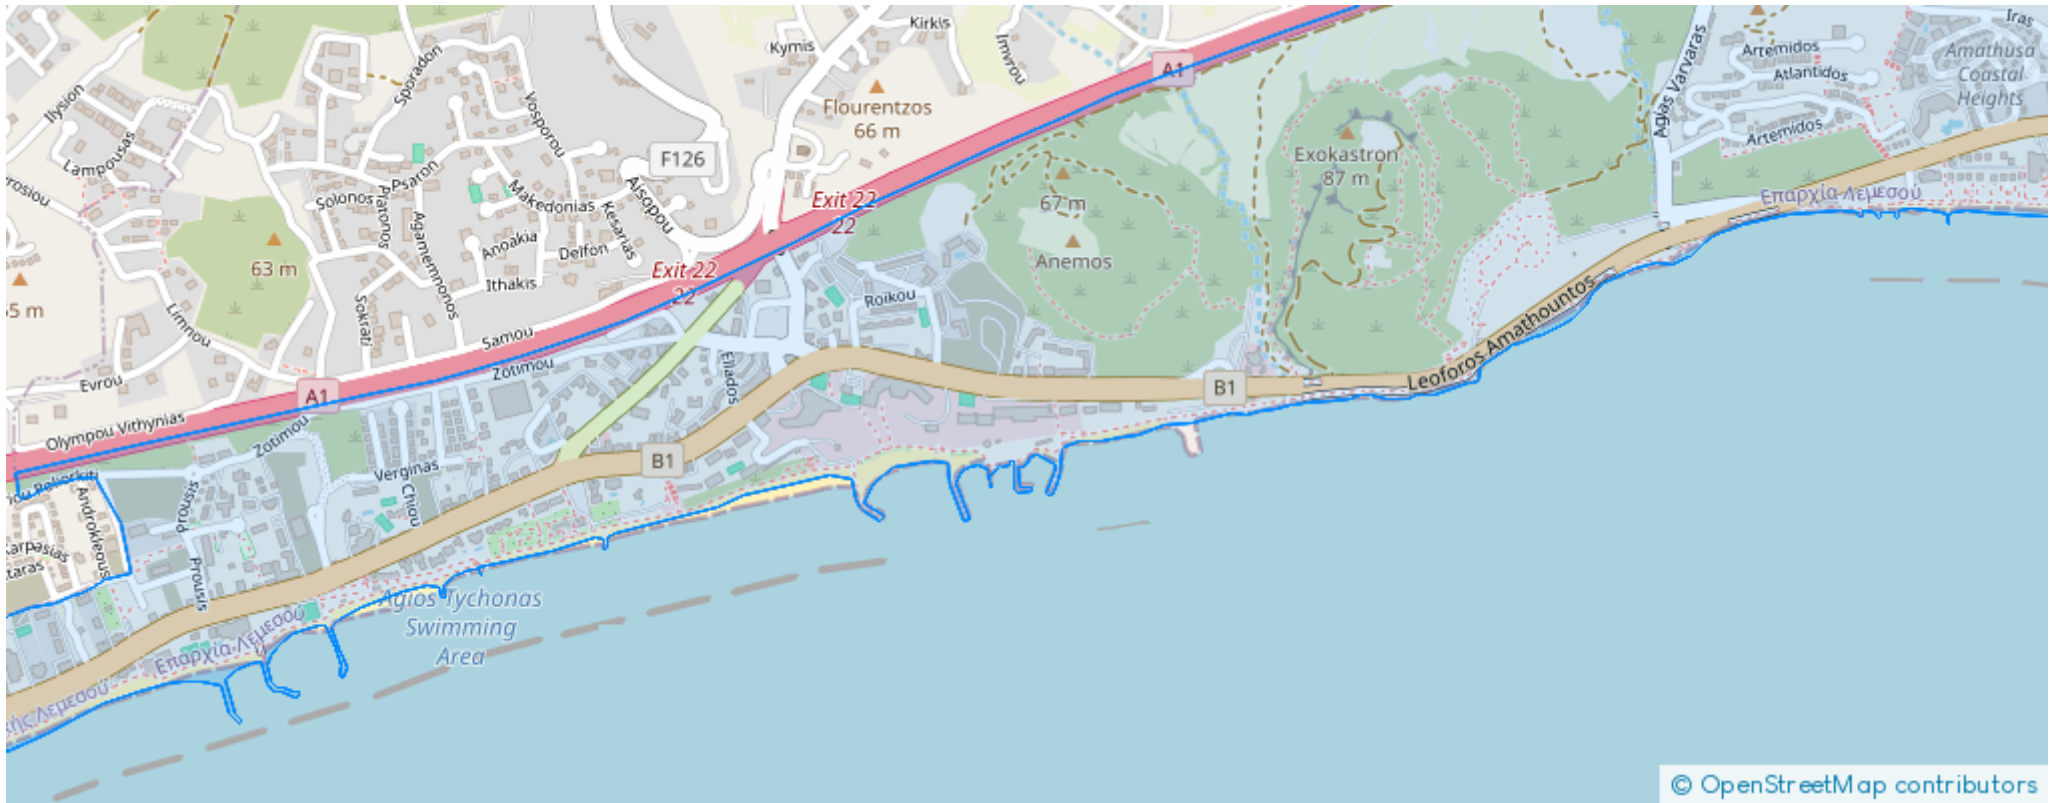 Kirkis
Iras
Kymis
Imvrou
Artemidos
Amathusa
Coastal
Heights
Sporadon
A1
Atlantidos
Ilysion
Vosporou
Flourentzos
66 m
Agias Varvaras
Artemidos
Lampousas
F126
Exokastron
87 m
Psaron
Makedonias
Aisopou
Solonos
Platonos
Kesarias
Exit 22
22
67 m
Επαρχία Λεμεσού
Agamemnonos
Anoakia
Delfon
63 m
Anemos
Exit 22
22
Ithakis
Roikou
Sokrati
Limnou
Samou
Leoforos Amathountos
Zotimou
Elladós
Evrou
A1
B1
Olympou Vithynias
Zotimou
B1
Verginas
Chiou
Androkleous
Prousis
Karpasias
Prousis
Agios Tychonas
Swimming
Area
Επαρχία Λεμεσού
Λεμεσού
© OpenStreetMap contributors